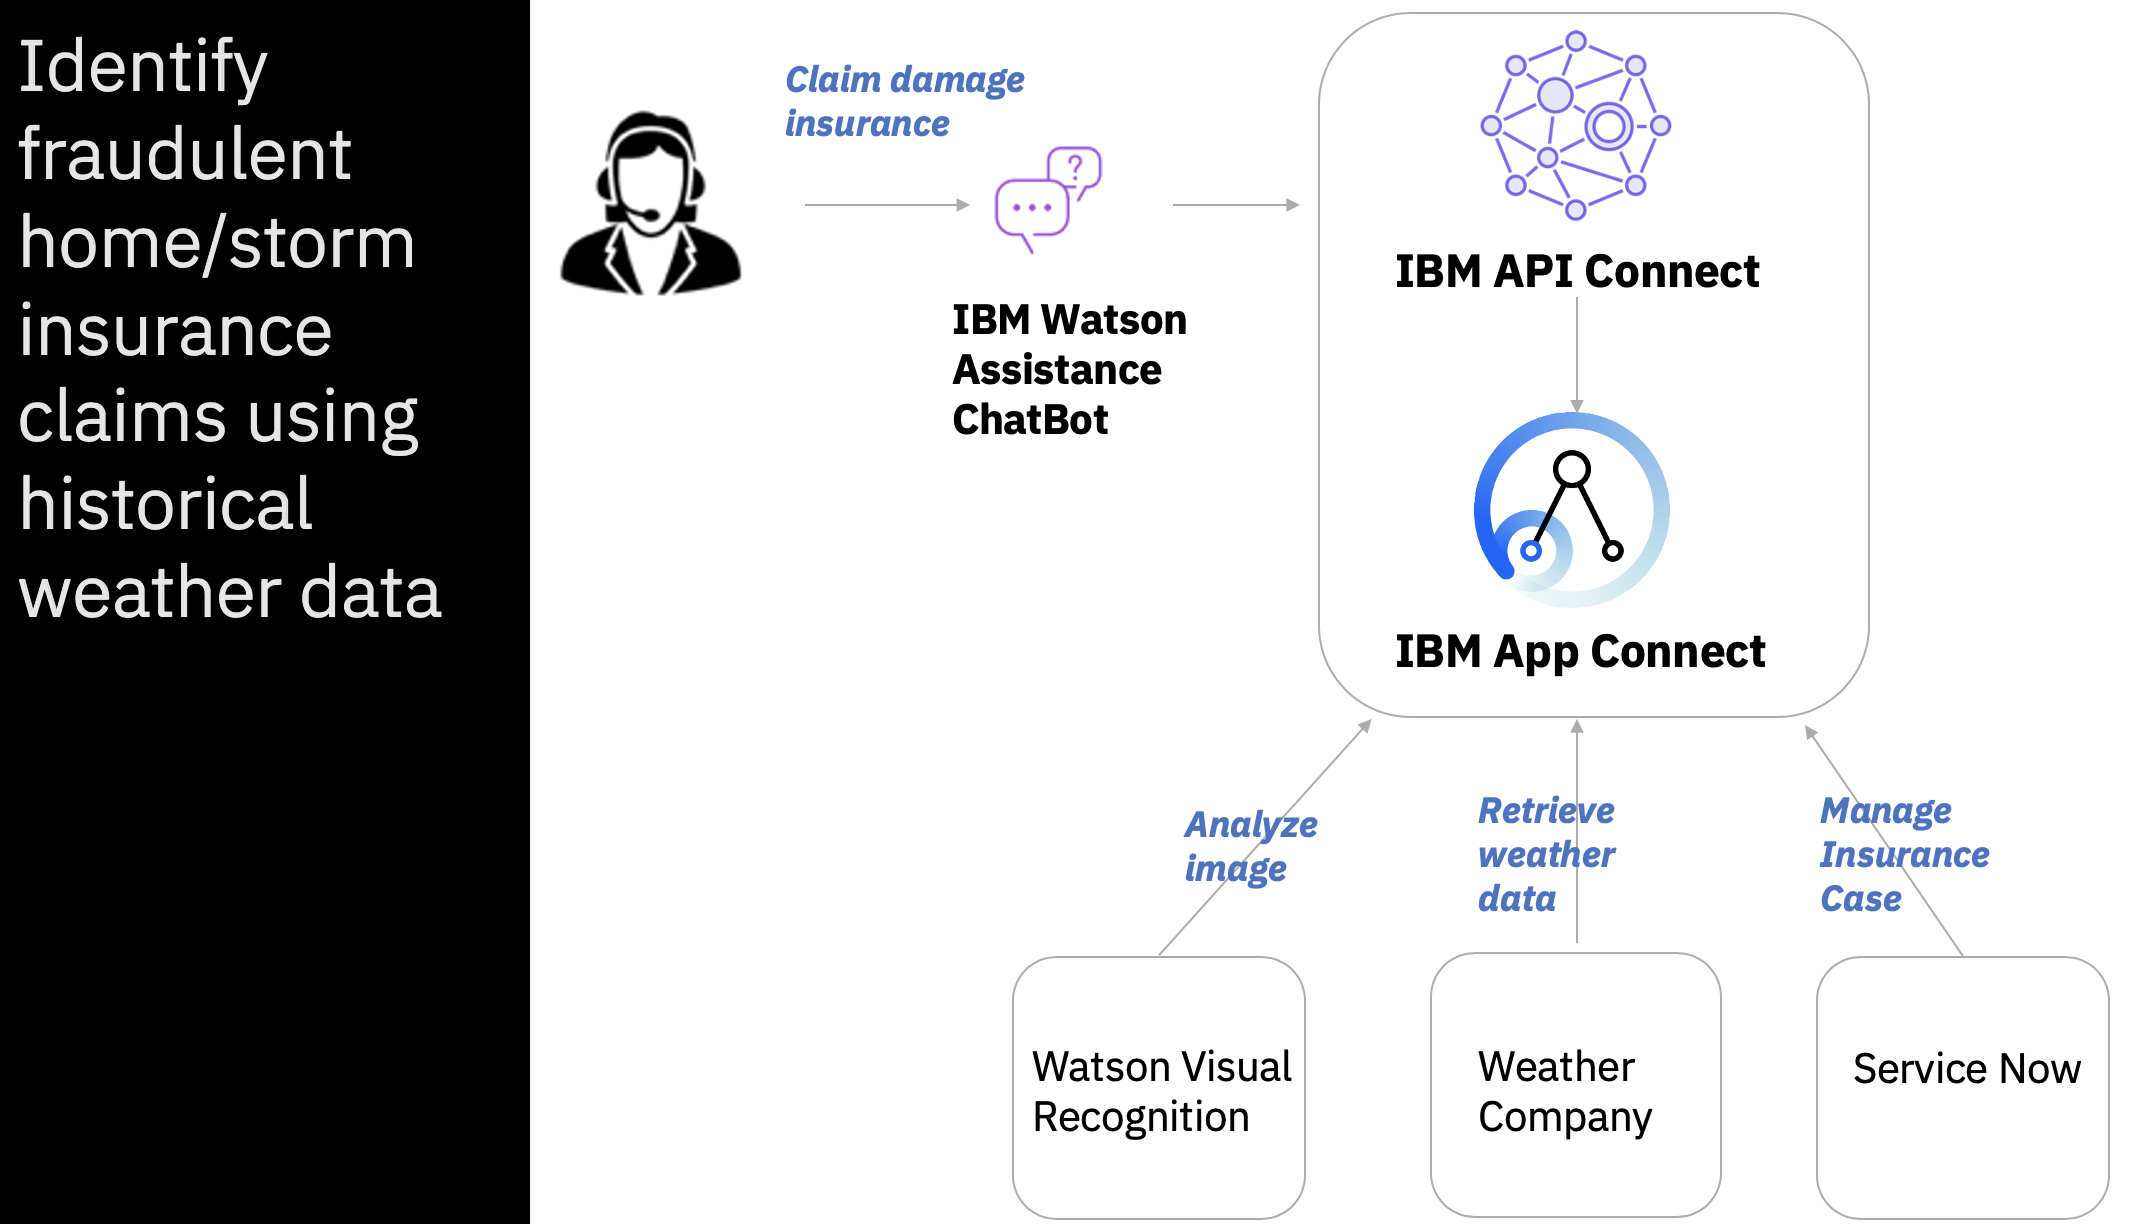 Identify
fraudulent
home/storm
insurance
claims using
historical
weather data
Claim damage
insurance
?
IBM Watson
Assistance
ChatBot
IBM API Connect
IBM App Connect
Analyze
image
Retrieve
weather
data
Manage
Insurance
Case
Watson Visual
Recognition
Weather
Company
Service Now